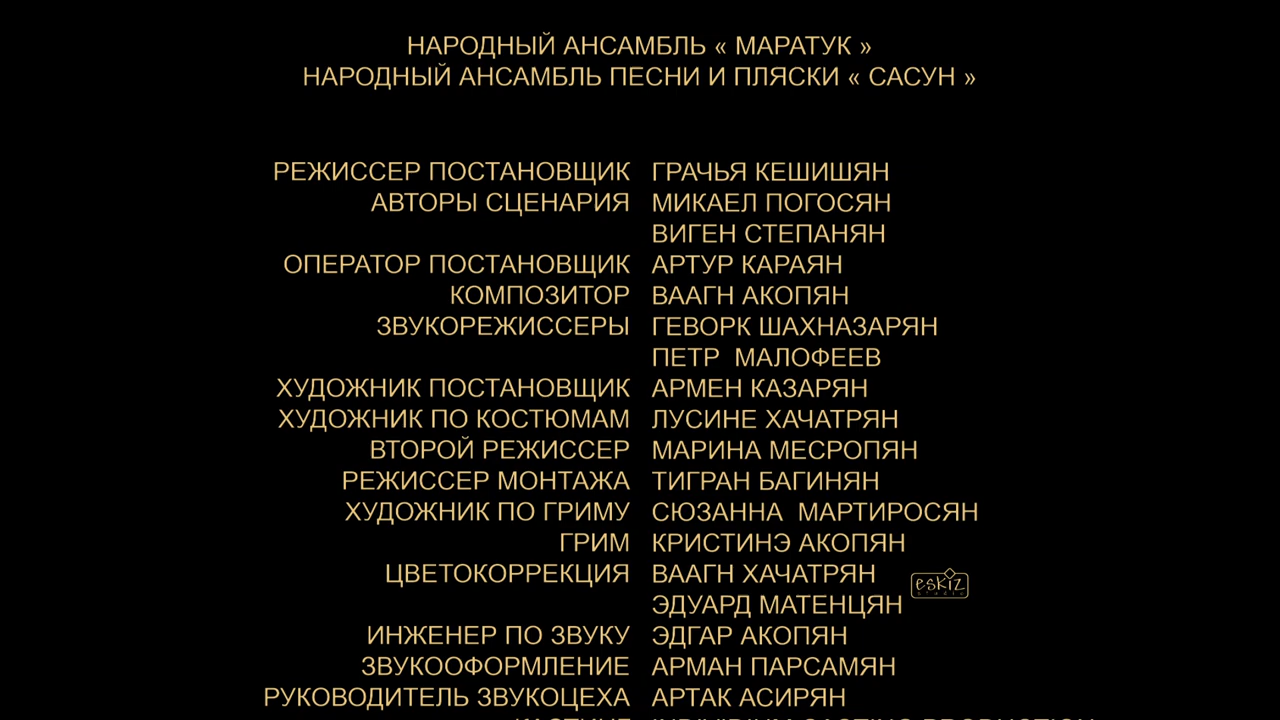 НАРОДНЫЙ АНСАМБЛЬ « МАРАТУК »
НАРОДНЫЙ АНСАМБЛЬ ПЕСНИ И ПЛЯСКИ « САСУН »
РЕЖИССЕР ПОСТАНОВЩИК ГРАЧЬЯ КЕШИШЯН
АВТОРЫ СЦЕНАРИЯ МИКАЕЛ ПОГОСЯН
ВИГЕН СТЕПАНЯН
ОПЕРАТОР ПОСТАНОВЩИК АРТУР КАРАЯН
КОМПОЗИТОР ВААГН АКОПЯН
ЗВУКОРЕЖИССЕРЫ ГЕВОРК ШАХНАЗАРЯН
ПЕТР МАЛОФЕЕВ
ХУДОЖНИК ПОСТАНОВЩИК АРМЕН КАЗАРЯН
ХУДОЖНИК ПО КОСТЮМАМ ЛУСИНЕ ХАЧАТРЯН
ВТОРОЙ РЕЖИССЕР МАРИНА МЕСРОПЯН
РЕЖИССЕР МОНТАЖА ТИГРАН БАГИНЯН
ХУДОЖНИК ПО ГРИМУ СЮЗАННА МАРТИРОСЯН
ГРИМ КРИСТИНЭ АКОПЯН
ЦВЕТОКОРРЕКЦИЯ ВААГН ХАЧАТРЯН eskiz
ЭДУАРД МАТЕНЦЯН
ИНЖЕНЕР ПО ЗВУКУ ЭДГАР АКОПЯН
ЗВУКООФОРМЛЕНИЕ АРМАН ПАРСАМЯН
РУКОВОДИТЕЛЬ ЗВУКОЦЕХА АРТАК АСИРЯН